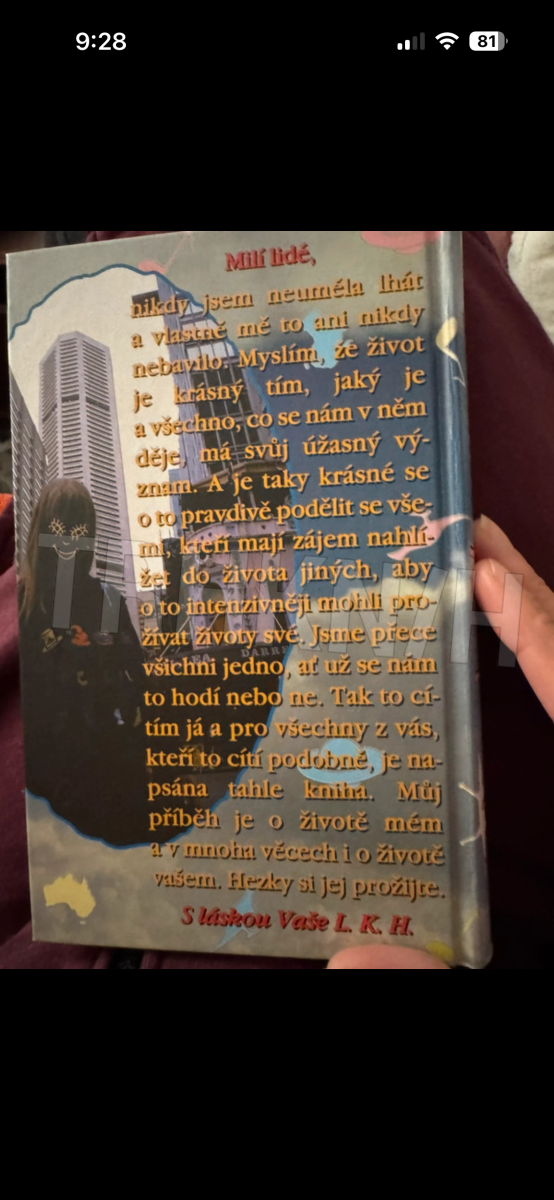 9:28
81
Milí lidé,
nikdy jsem neuměla lhát
a vlastně mě to ani nikdy
nebavilo. Myslím, že život
je krásný tím, jaký je
a všechno, co se nám v něm
děje, má svůj úžasný vý-
znam. A je taky krásné se
o to pravdivě podělit se vše-
mi, kteří mají zájem nahlí-
žet do života jiných, aby
o to intenzivněji mohli pro-
žívat životy své. Jsme přece
všichni jedno, ať už se nám
to hodí nebo ne. Tak to cí-
tím já a pro všechny z vás,
kteří to cítí podobně, je na-
psána tahle kniha. Můj
příběh je o životě mém
a v mnoha věcech i o životě
vašem. Hezky si jej prožijte.
S láskou Vaše L. K. H.